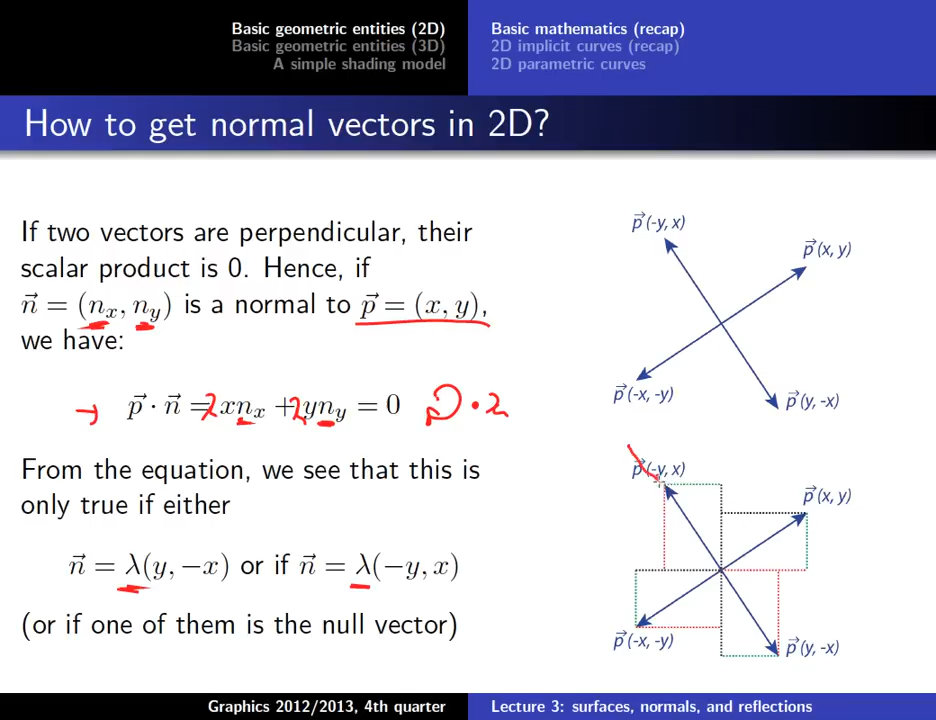 Basic geometric entities (2D)
Basic geometric entities (3D)
A simple shading model
Basic mathematics (recap)
2D implicit curves (recap)
2D parametric curves
How to get normal vectors in 2D?
If two vectors are perpendicular, their
scalar product is 0. Hence, if
n⃗ = (nₓ, nᵧ) is a normal to p⃗ = (x, y),
we have:
p⃗ · n⃗ = xnₓ + ynᵧ = 0
From the equation, we see that this is
only true if either
n⃗ = λ(y, −x) or if n⃗ = λ(−y, x)
(or if one of them is the null vector)
p⃗ (-y, x)
p⃗ (x, y)
p⃗ (-x, -y)
p⃗ (y, -x)
p⃗ (-y, x)
p⃗ (x, y)
p⃗ (-x, -y)
p⃗ (y, -x)
Graphics 2012/2013, 4th quarter
Lecture 3: surfaces, normals, and reflections